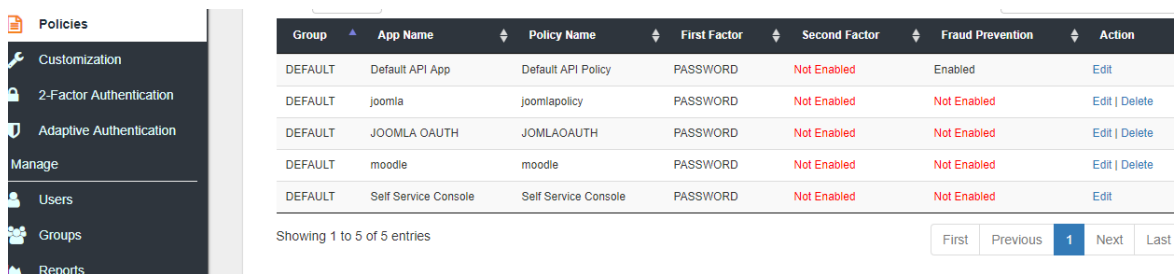 Policies
Customization
2-Factor Authentication
Adaptive Authentication
Manage
Users
Groups
Reports
Group App Name Policy Name First Factor Second Factor Fraud Prevention Action
DEFAULT Default API App Default API Policy PASSWORD Not Enabled Enabled Edit
DEFAULT joomla joomlapolicy PASSWORD Not Enabled Not Enabled Edit | Delete
DEFAULT JOOMLA OAUTH JOMLAOAUTH PASSWORD Not Enabled Not Enabled Edit | Delete
DEFAULT moodle moodle PASSWORD Not Enabled Not Enabled Edit | Delete
DEFAULT Self Service Console Self Service Console PASSWORD Not Enabled Not Enabled Edit
Showing 1 to 5 of 5 entries
First Previous 1 Next Last